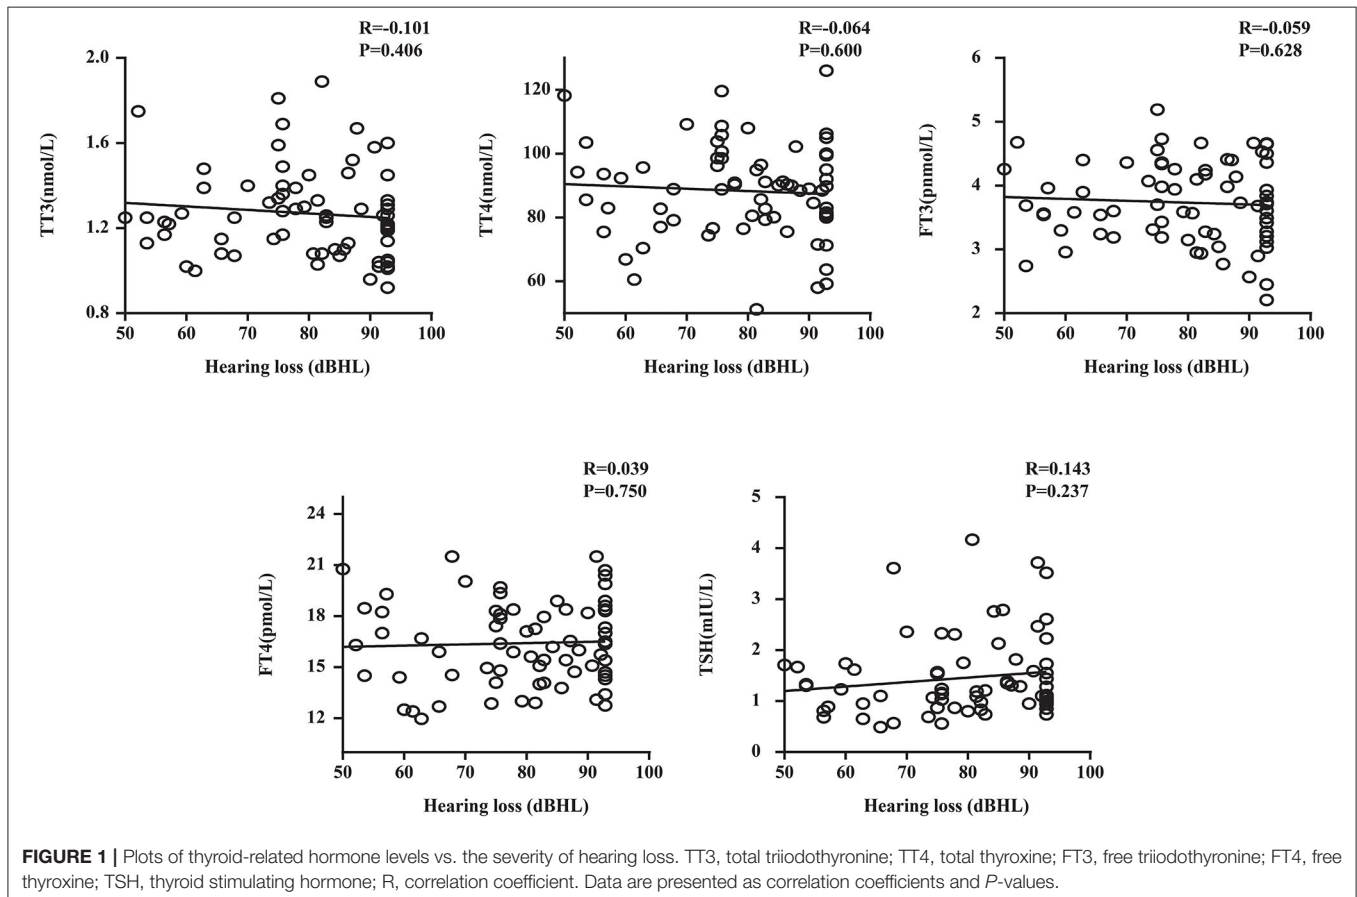 R=-0.101
P=0.406
2.0
1.6
1.2
0.8
TT3(nmol/L)
50 60 70 80 90 100
Hearing loss (dBHL)
R=-0.064
P=0.600
120
100
80
60
TT4(nmol/L)
50 60 70 80 90 100
Hearing loss (dBHL)
R=-0.059
P=0.628
6
5
4
3
2
FT3(pmol/L)
50 60 70 80 90 100
Hearing loss (dBHL)
R=0.039
P=0.750
24
21
18
15
12
FT4(pmol/L)
50 60 70 80 90 100
Hearing loss (dBHL)
R=0.143
P=0.237
5
4
3
2
1
0
TSH(mIU/L)
50 60 70 80 90 100
Hearing loss (dBHL)
FIGURE 1 | Plots of thyroid-related hormone levels vs. the severity of hearing loss. TT3, total triiodothyronine; TT4, total thyroxine; FT3, free triiodothyronine; FT4, free
thyroxine; TSH, thyroid stimulating hormone; R, correlation coefficient. Data are presented as correlation coefficients and P-values.